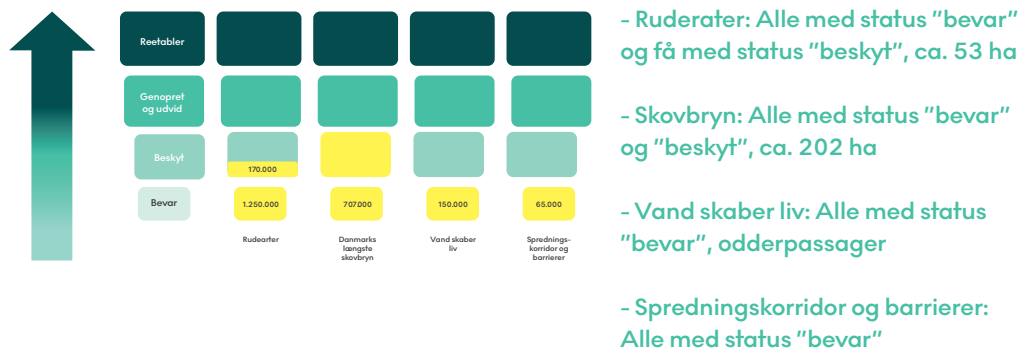 Reetabler
Genopret
og udvid
Beskyt
170.000
Bevar
1.250.000
707.000
150.000
65.000
Rudearter
Danmarks
længste
skovbryn
Vand skaber
liv
Sprednings-
korridor og
barrierer
- Ruderater: Alle med status ”bevar”
og få med status ”beskyt”, ca. 53 ha
- Skovbryn: Alle med status ”bevar”
og ”beskyt”, ca. 202 ha
- Vand skaber liv: Alle med status
”bevar”, odderpassager
- Spredningskorridor og barrierer:
Alle med status ”bevar”